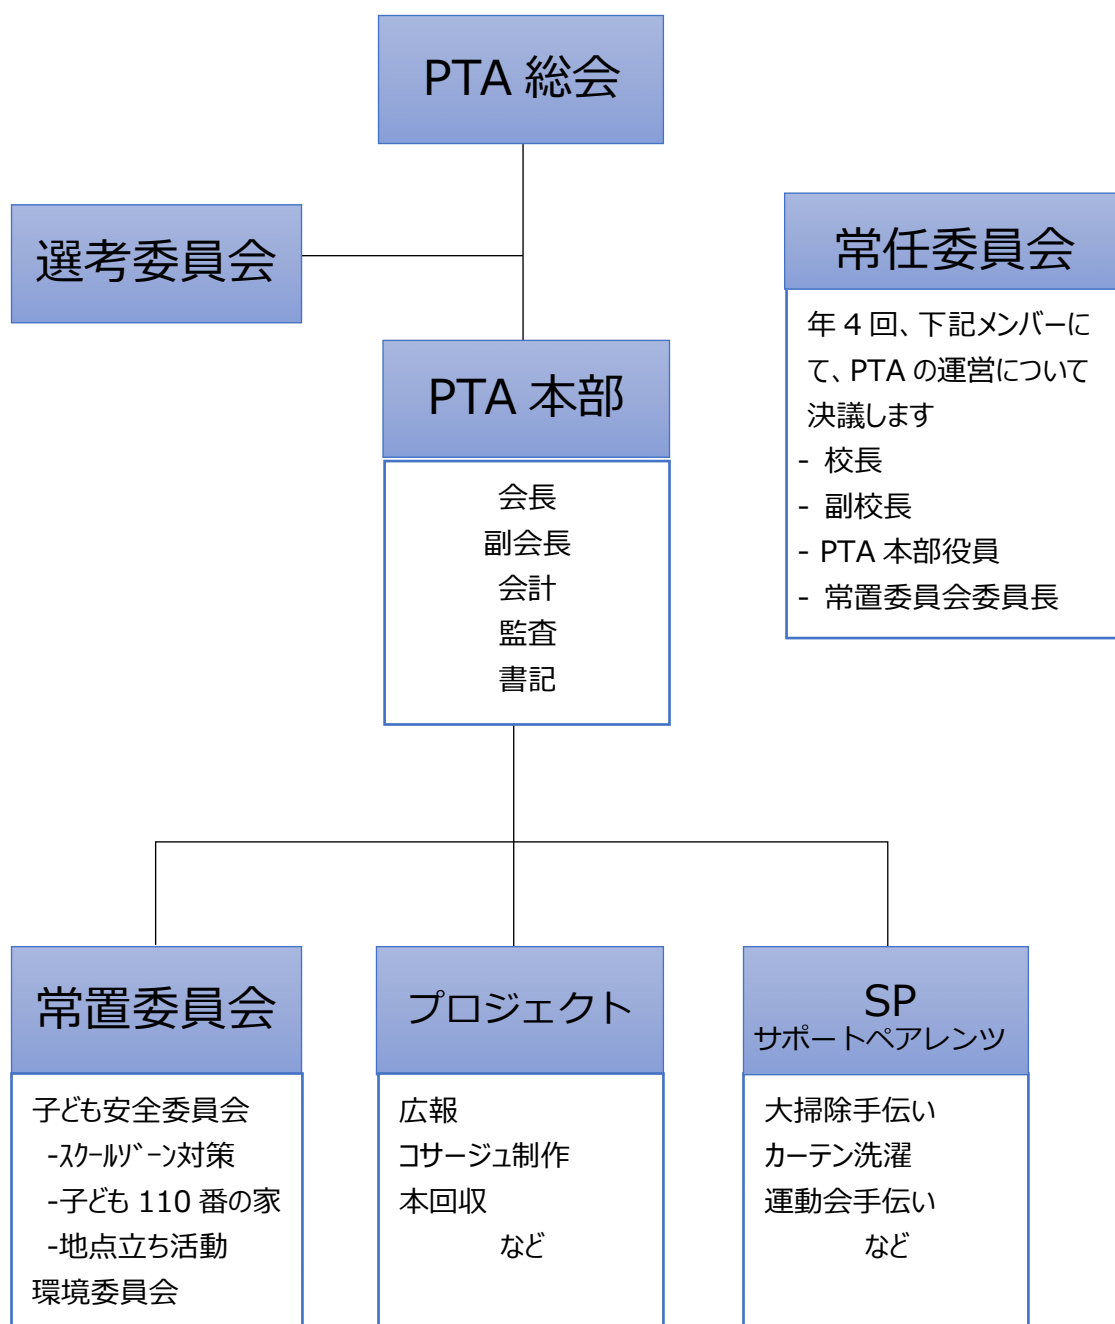 PTA 総会
選考委員会
常任委員会
年 4 回、下記メンバーに
て、PTA の運営について
決議します
- 校長
- 副校長
- PTA 本部役員
- 常置委員会委員長
PTA 本部
会長
副会長
会計
監査
書記
常置委員会
子ども安全委員会
-ｽｸｰﾙｿﾞｰﾝ対策
-子ども 110 番の家
-地点立ち活動
環境委員会
プロジェクト
広報
コサージュ制作
本回収
など
SP
サポートペアレンツ
大掃除手伝い
カーテン洗濯
運動会手伝い
など